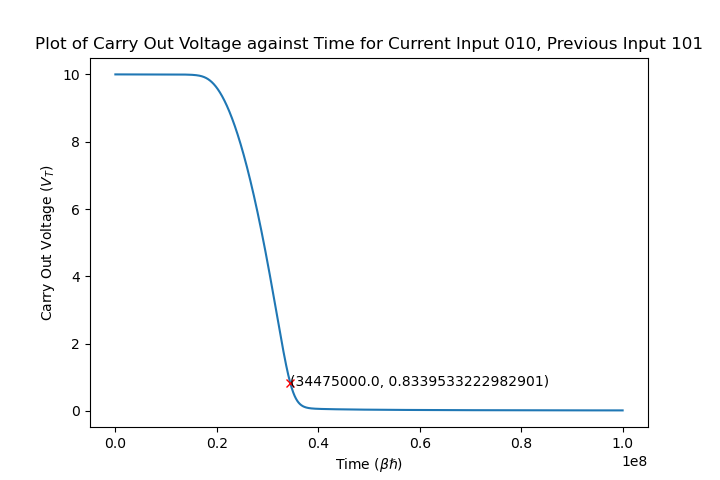 Plot of Carry Out Voltage against Time for Current Input 010, Previous Input 101
10
8
6
4
2
0
Carry Out Voltage (V_T)
(34475000.0, 0.8339533222982901)
0.0 0.2 0.4 0.6 0.8 1.0
1e8
Time (βħ)